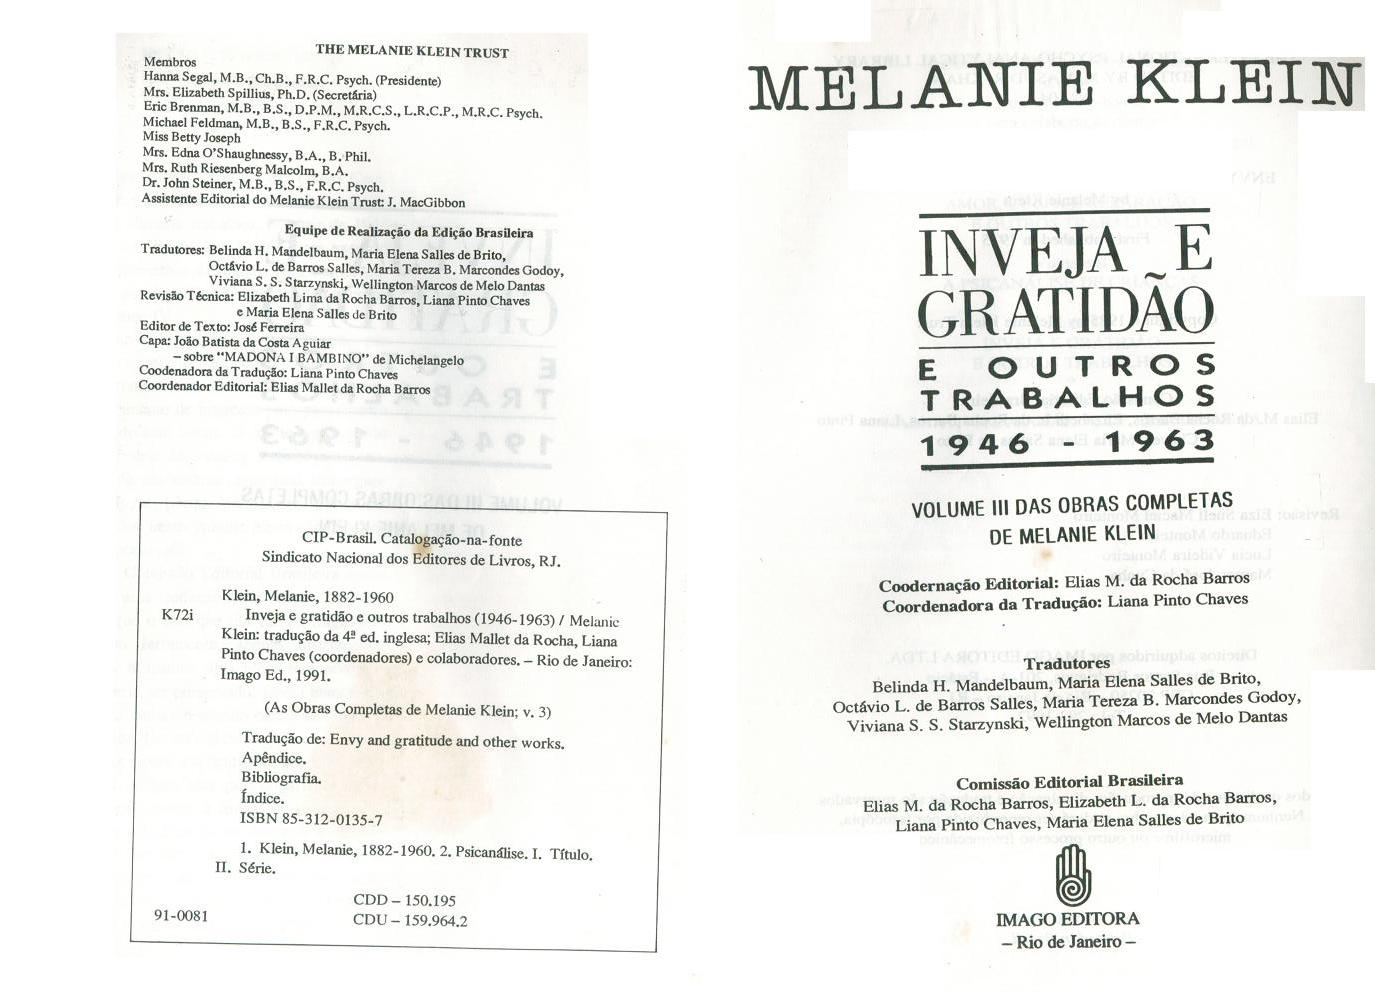 THE MELANIE KLEIN TRUST
Membros
Hanna Segal, M.B., Ch.B., F.R.C. Psych. (Presidente)
Mrs. Elizabeth Spillius, Ph.D. (Secretária)
Eric Brenman, M.B., B.S., D.P.M., M.R.C.S., L.R.C.P., M.R.C. Psych.
Michael Feldman, M.B., B.S., F.R.C. Psych.
Miss Betty Joseph
Mrs. Edna O'Shaughnessy, B.A., B. Phil.
Mrs. Ruth Riesenberg Malcolm, B.A.
Dr. John Steiner, M.B., B.S., F.R.C. Psych.
Assistente Editorial do Melanie Klein Trust: J. MacGibbon
Equipe de Realização da Edição Brasileira
Tradutores: Belinda H. Mandelbaum, Maria Elena Salles de Brito,
Octávio L. de Barros Salles, Maria Tereza B. Marcondes Godoy,
Viviana S. S. Starzynski, Wellington Marcos de Melo Dantas
Revisão Técnica: Elizabeth Lima da Rocha Barros, Liana Pinto Chaves
e Maria Elena Salles de Brito
Editor de Texto: José Ferreira
Capa: João Batista da Costa Aguiar
– sobre "MADONA I BAMBINO" de Michelangelo
Coodenadora da Tradução: Liana Pinto Chaves
Coordenador Editorial: Elias Mallet da Rocha Barros
CIP-Brasil. Catalogação-na-fonte
Sindicato Nacional dos Editores de Livros, RJ.
Klein, Melanie, 1882-1960
K72i Inveja e gratidão e outros trabalhos (1946-1963) / Melanie
Klein: tradução da 4ª ed. inglesa; Elias Mallet da Rocha, Liana
Pinto Chaves (coordenadores) e colaboradores. – Rio de Janeiro:
Imago Ed., 1991.
(As Obras Completas de Melanie Klein; v. 3)
Tradução de: Envy and gratitude and other works.
Apêndice.
Bibliografia.
Índice.
ISBN 85-312-0135-7
1. Klein, Melanie, 1882-1960. 2. Psicanálise. I. Título.
II. Série.
CDD – 150.195
91-0081 CDU – 159.964.2
MELANIE KLEIN
INVEJA E
GRATIDÃO
E OUTROS
TRABALHOS
1946 - 1963
VOLUME III DAS OBRAS COMPLETAS
DE MELANIE KLEIN
Coodernação Editorial: Elias M. da Rocha Barros
Coordenadora da Tradução: Liana Pinto Chaves
Tradutores
Belinda H. Mandelbaum, Maria Elena Salles de Brito,
Octávio L. de Barros Salles, Maria Tereza B. Marcondes Godoy,
Viviana S. S. Starzynski, Wellington Marcos de Melo Dantas
Comissão Editorial Brasileira
Elias M. da Rocha Barros, Elizabeth L. da Rocha Barros,
Liana Pinto Chaves, Maria Elena Salles de Brito
IMAGO EDITORA
– Rio de Janeiro –